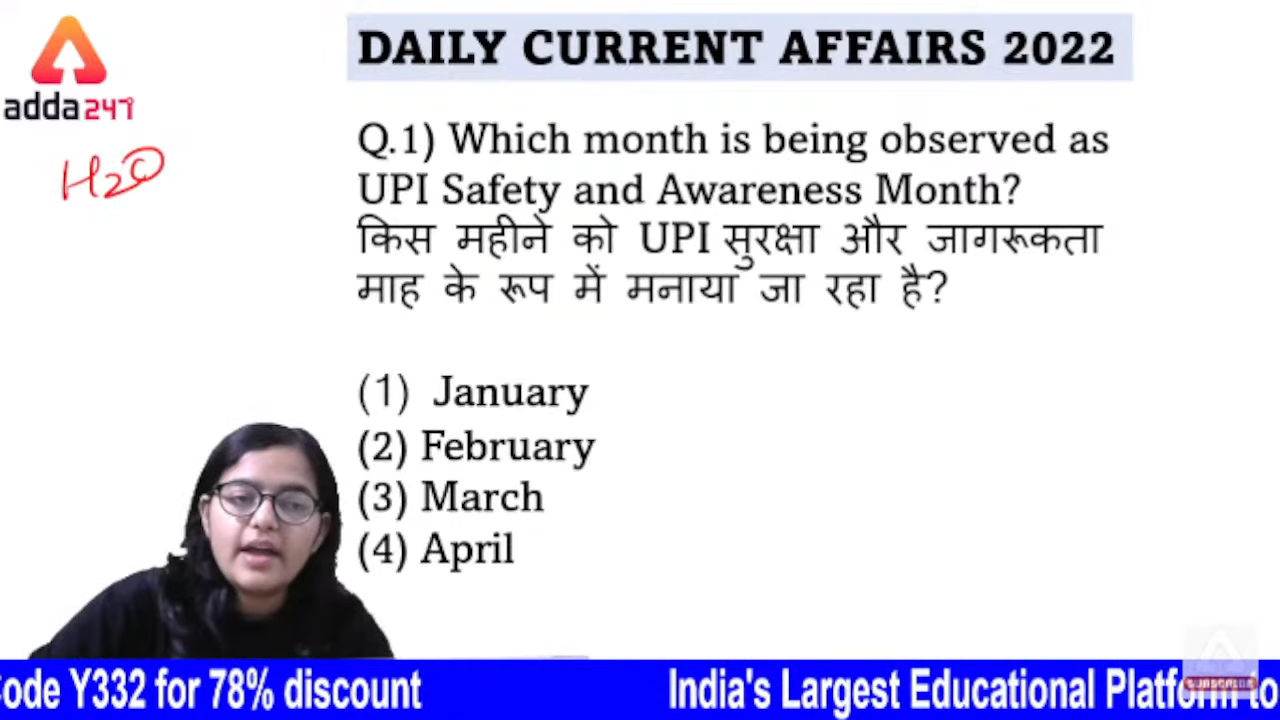 DAILY CURRENT AFFAIRS 2022
adda247
H2O
Q.1) Which month is being observed as
UPI Safety and Awareness Month?
किस महीने को UPI सुरक्षा और जागरूकता
माह के रूप में मनाया जा रहा है?
(1) January
(2) February
(3) March
(4) April
SUBSCRIBE
Code Y332 for 78% discount India's Largest Educational Platform to